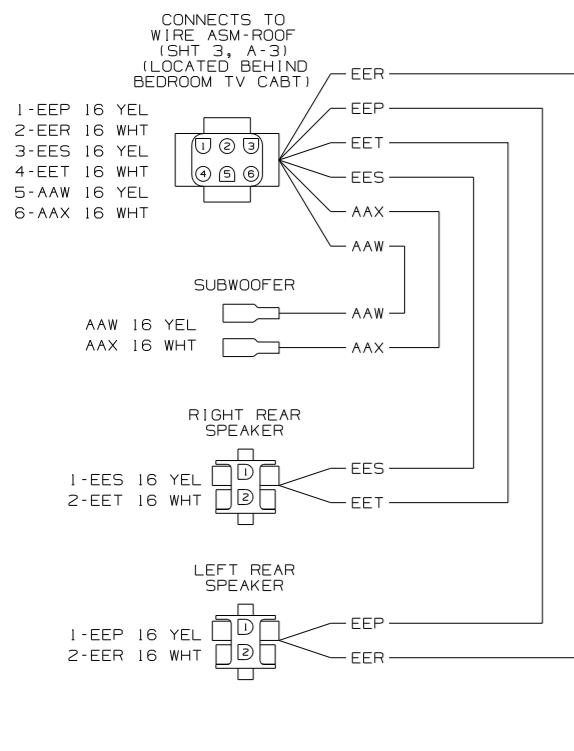 CONNECTS TO
WIRE ASM-ROOF
(SHT 3, A-3)
(LOCATED BEHIND
BEDROOM TV CABT)
1-EEP 16 YEL
2-EER 16 WHT
3-EES 16 YEL
4-EET 16 WHT
5-AAW 16 YEL
6-AAX 16 WHT
1 2 3
4 5 6
EER
EEP
EET
EES
AAX
AAW
SUBWOOFER
AAW 16 YEL
AAX 16 WHT
AAW
AAX
RIGHT REAR
SPEAKER
1-EES 16 YEL
2-EET 16 WHT
1
2
EES
EET
LEFT REAR
SPEAKER
1-EEP 16 YEL
2-EER 16 WHT
1
2
EEP
EER